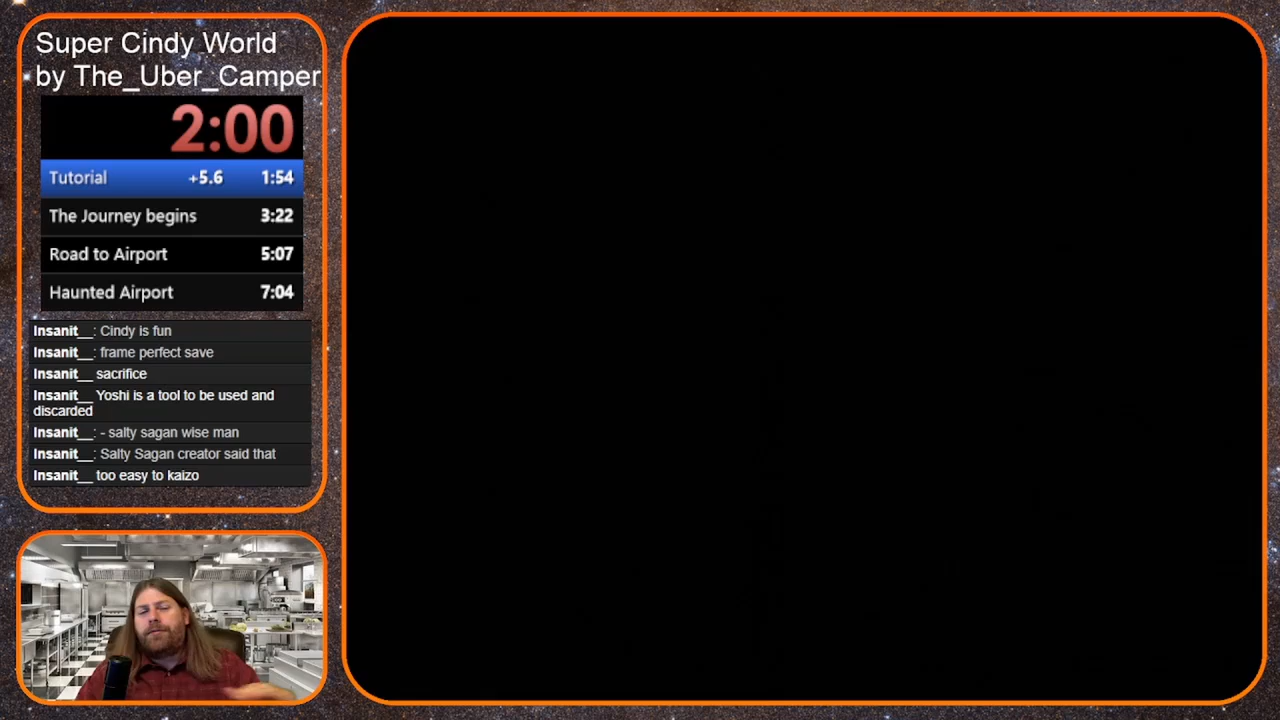 Super Cindy World
by The_Uber_Camper
2:00
Tutorial +5.6 1:54
The Journey begins 3:22
Road to Airport 5:07
Haunted Airport 7:04
Insanit__: Cindy is fun
Insanit__: frame perfect save
Insanit__ sacrifice
Insanit__ Yoshi is a tool to be used and
discarded
Insanit__: - salty sagan wise man
Insanit__: Salty Sagan creator said that
Insanit__ too easy to kaizo